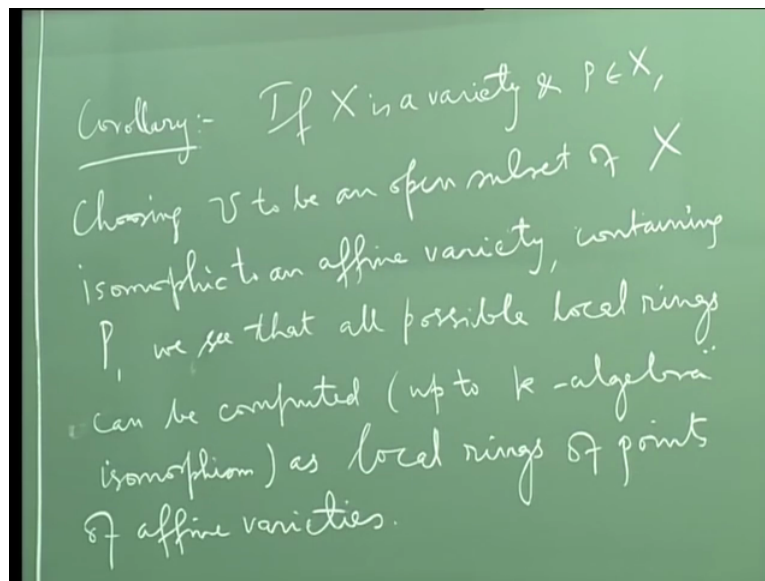 Corollary:- If X is a variety & P ∈ X,
Choosing U to be an open subset of X
isomorphic to an affine variety, containing
P, we see that all possible local rings
can be computed (up to k-algebra
isomorphism) as local rings of points
of affine varieties.